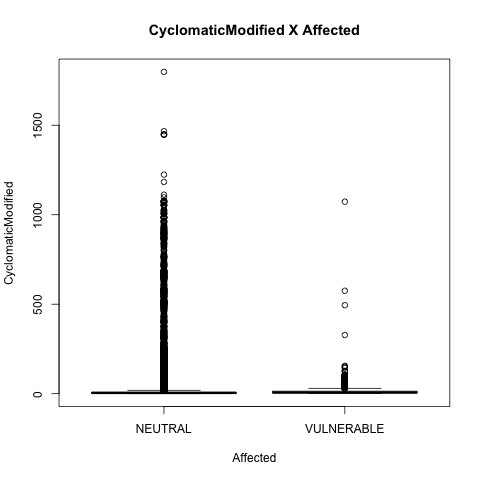 CyclomaticModified X Affected
CyclomaticModified
1500
1000
500
0
NEUTRAL
VULNERABLE
Affected